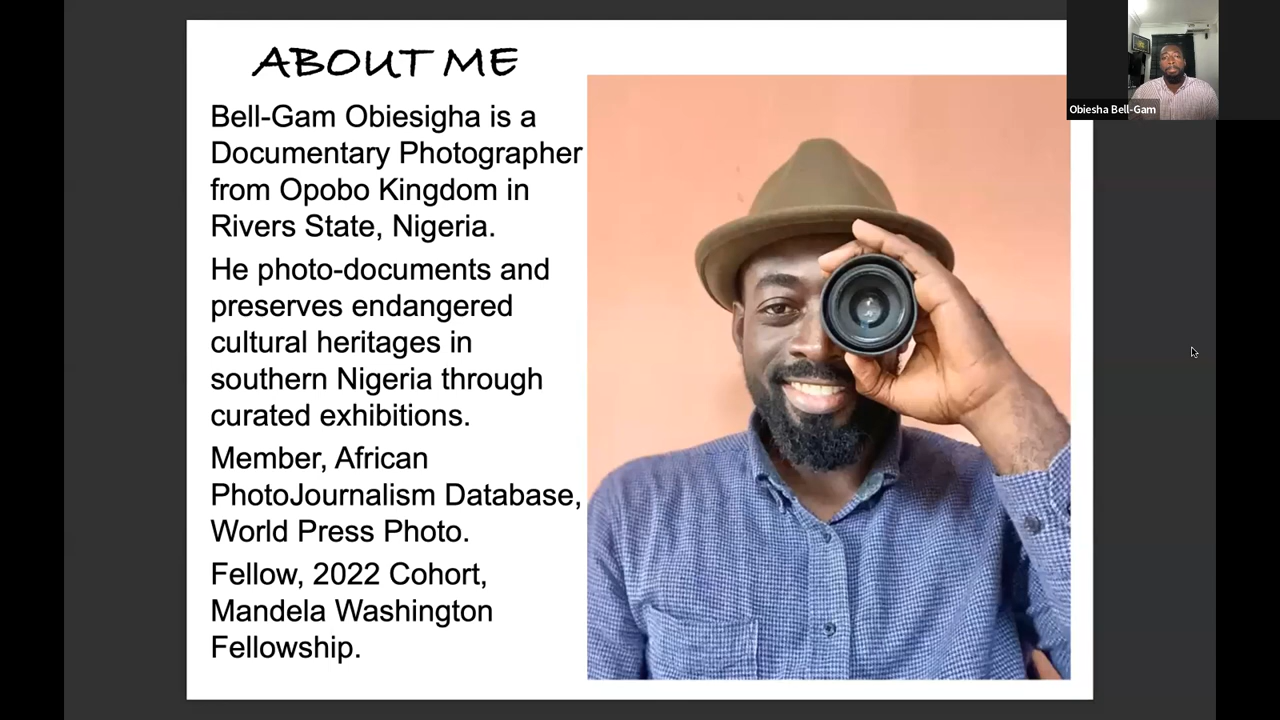 ABOUT ME
Bell-Gam Obiesigha is a
Documentary Photographer
from Opobo Kingdom in
Rivers State, Nigeria.
He photo-documents and
preserves endangered
cultural heritages in
southern Nigeria through
curated exhibitions.
Member, African
PhotoJournalism Database,
World Press Photo.
Fellow, 2022 Cohort,
Mandela Washington
Fellowship.
Obiesha Bell-Gam